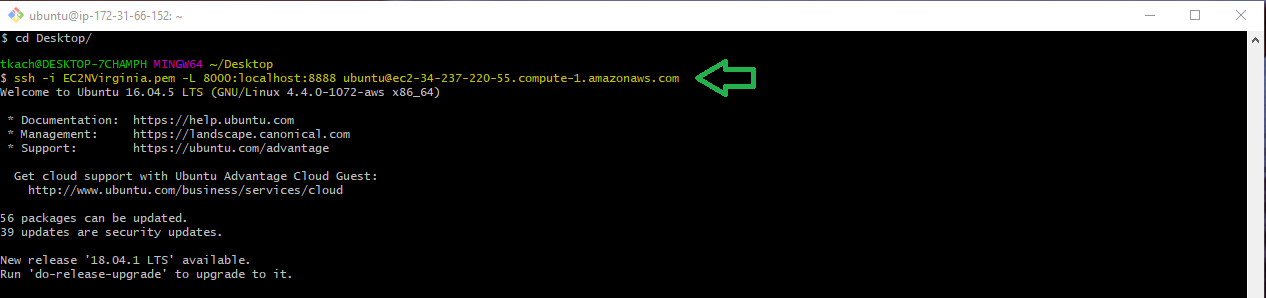 ubuntu@ip-172-31-66-152: ~
$ cd Desktop/
tkach@DESKTOP-7CHAMPH MINGW64 ~/Desktop
$ ssh -i EC2NVirginia.pem -L 8000:localhost:8888 ubuntu@ec2-34-237-220-55.compute-1.amazonaws.com
Welcome to Ubuntu 16.04.5 LTS (GNU/Linux 4.4.0-1072-aws x86_64)
* Documentation:  https://help.ubuntu.com
* Management:     https://landscape.canonical.com
* Support:        https://ubuntu.com/advantage
Get cloud support with Ubuntu Advantage Cloud Guest:
http://www.ubuntu.com/business/services/cloud
56 packages can be updated.
39 updates are security updates.
New release '18.04.1 LTS' available.
Run 'do-release-upgrade' to upgrade to it.